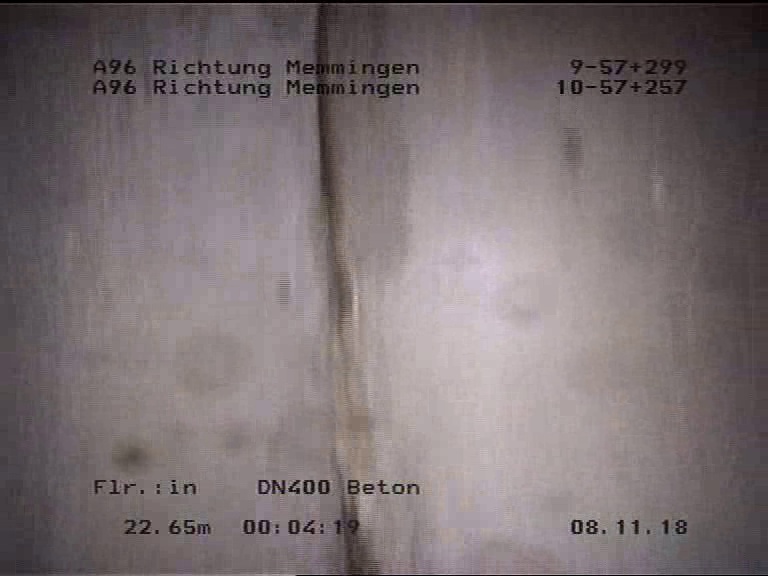 A96 Richtung Memmingen 9-57+299
A96 Richtung Memmingen 10-57+257
Flr.:in DN400 Beton
22.65m 00:04:19 08.11.18